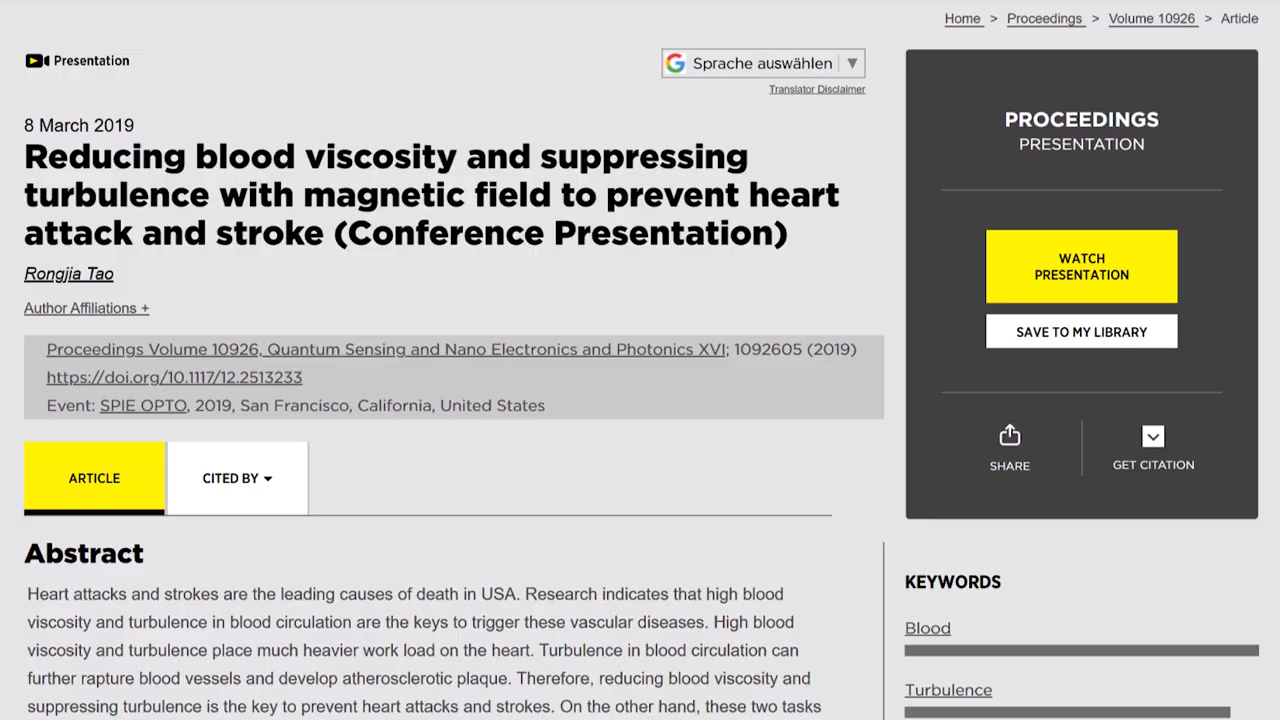 Home > Proceedings > Volume 10926 > Article
Presentation
Sprache auswählen ▼
Translator Disclaimer
8 March 2019
Reducing blood viscosity and suppressing
turbulence with magnetic field to prevent heart
attack and stroke (Conference Presentation)
Rongjia Tao
Author Affiliations +
Proceedings Volume 10926, Quantum Sensing and Nano Electronics and Photonics XVI; 1092605 (2019)
https://doi.org/10.1117/12.2513233
Event: SPIE OPTO, 2019, San Francisco, California, United States
ARTICLE
CITED BY
Abstract
Heart attacks and strokes are the leading causes of death in USA. Research indicates that high blood
viscosity and turbulence in blood circulation are the keys to trigger these vascular diseases. High blood
viscosity and turbulence place much heavier work load on the heart. Turbulence in blood circulation can
further rapture blood vessels and develop atherosclerotic plaque. Therefore, reducing blood viscosity and
suppressing turbulence is the key to prevent heart attacks and strokes. On the other hand, these two tasks
PROCEEDINGS
PRESENTATION
WATCH
PRESENTATION
SAVE TO MY LIBRARY
SHARE
GET CITATION
KEYWORDS
Blood
Turbulence